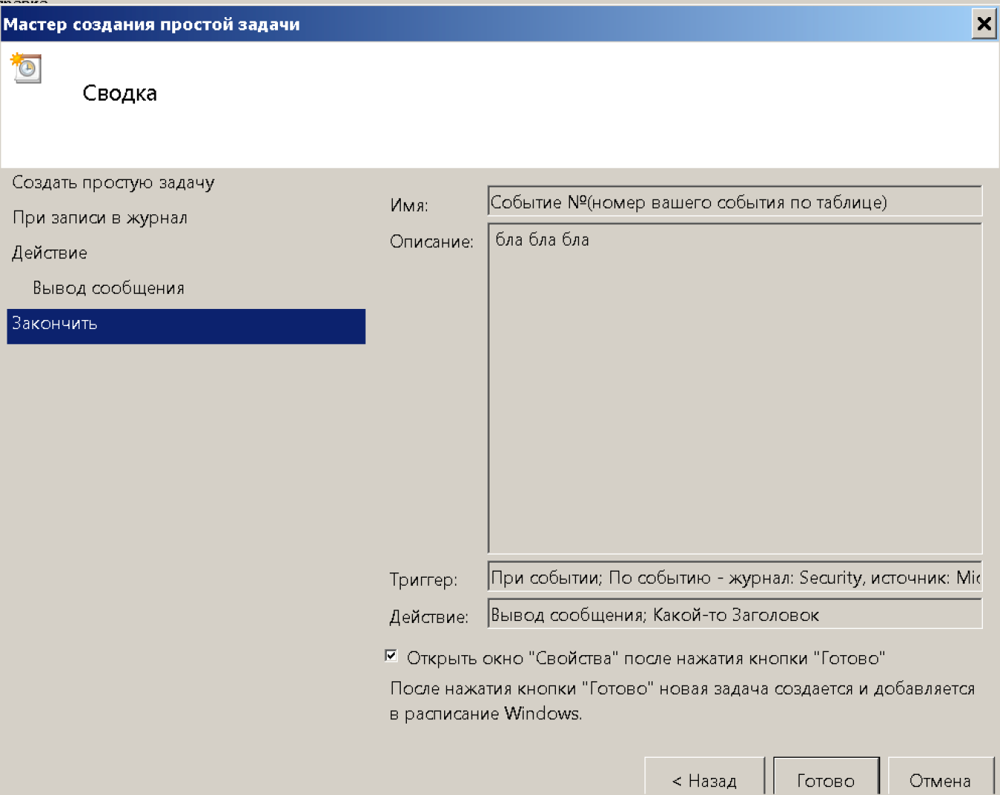 Мастер создания простой задачи
Сводка
Создать простую задачу
При записи в журнал
Действие
Вывод сообщения
Закончить
Имя: Событие №(номер вашего события по таблице)
Описание: бла бла бла
Триггер: При событии; По событию - журнал: Security, источник: Mic
Действие: Вывод сообщения; Какой-то Заголовок
Открыть окно "Свойства" после нажатия кнопки "Готово"
После нажатия кнопки "Готово" новая задача создается и добавляется
в расписание Windows.
< Назад Готово Отмена